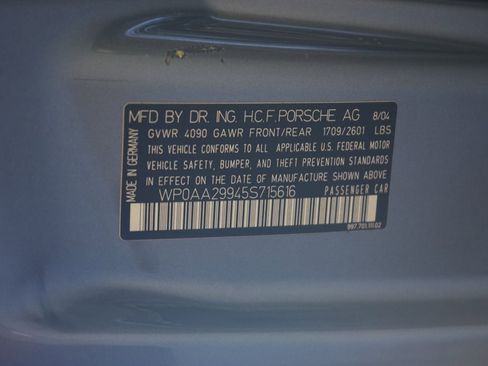 MFD BY DR. ING. H.C.F. PORSCHE AG 8/04
GVWR 4090 GAWR FRONT/REAR 1709/2601 LBS
THIS VEHICLE CONFORMS TO ALL APPLICABLE U.S. FEDERAL MOTOR
VEHICLE SAFETY, BUMPER, AND THEFT PREVENTION STANDARDS
IN EFFECT ON THE DATE OF MANUFACTURE SHOWN ABOVE.
WP0AA29945S715616 PASSENGER CAR
997.701.111.02
MADE IN GERMANY